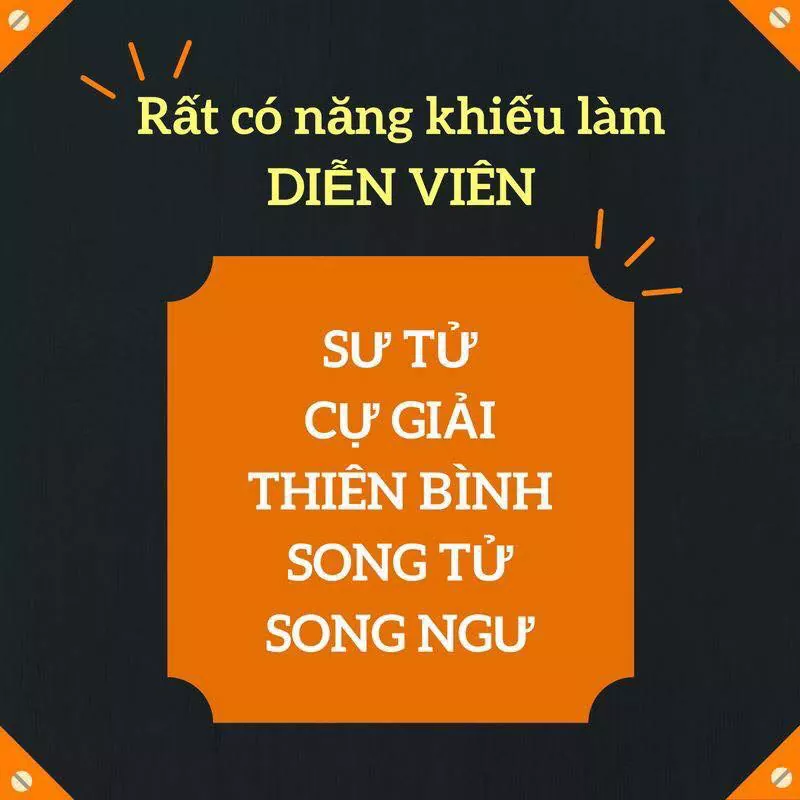 Rất có năng khiếu làm
DIỄN VIÊN
SƯ TỬ
CỰ GIẢI
THIÊN BÌNH
SONG TỬ
SONG NGƯ